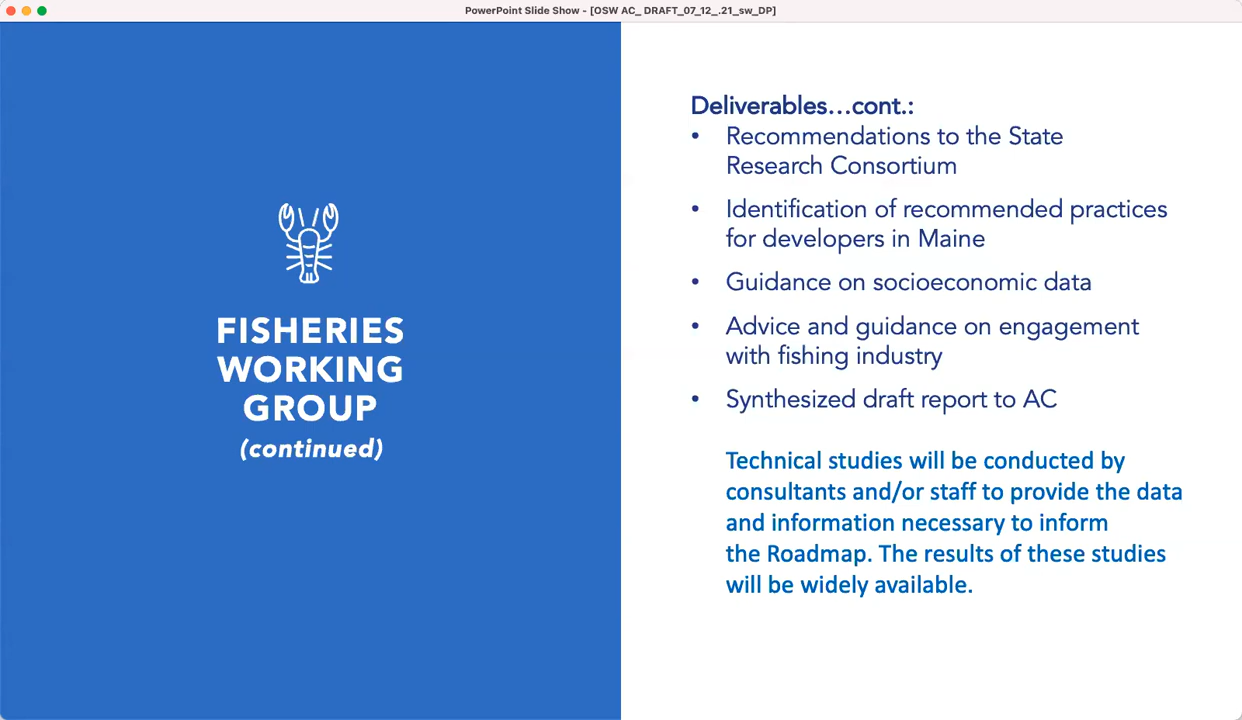 PowerPoint Slide Show - [OSW AC_ DRAFT_07_12_.21_sw_DP]
FISHERIES
WORKING
GROUP
(continued)
Deliverables...cont.:
• Recommendations to the State
Research Consortium
• Identification of recommended practices
for developers in Maine
• Guidance on socioeconomic data
• Advice and guidance on engagement
with fishing industry
• Synthesized draft report to AC
Technical studies will be conducted by
consultants and/or staff to provide the data
and information necessary to inform
the Roadmap. The results of these studies
will be widely available.